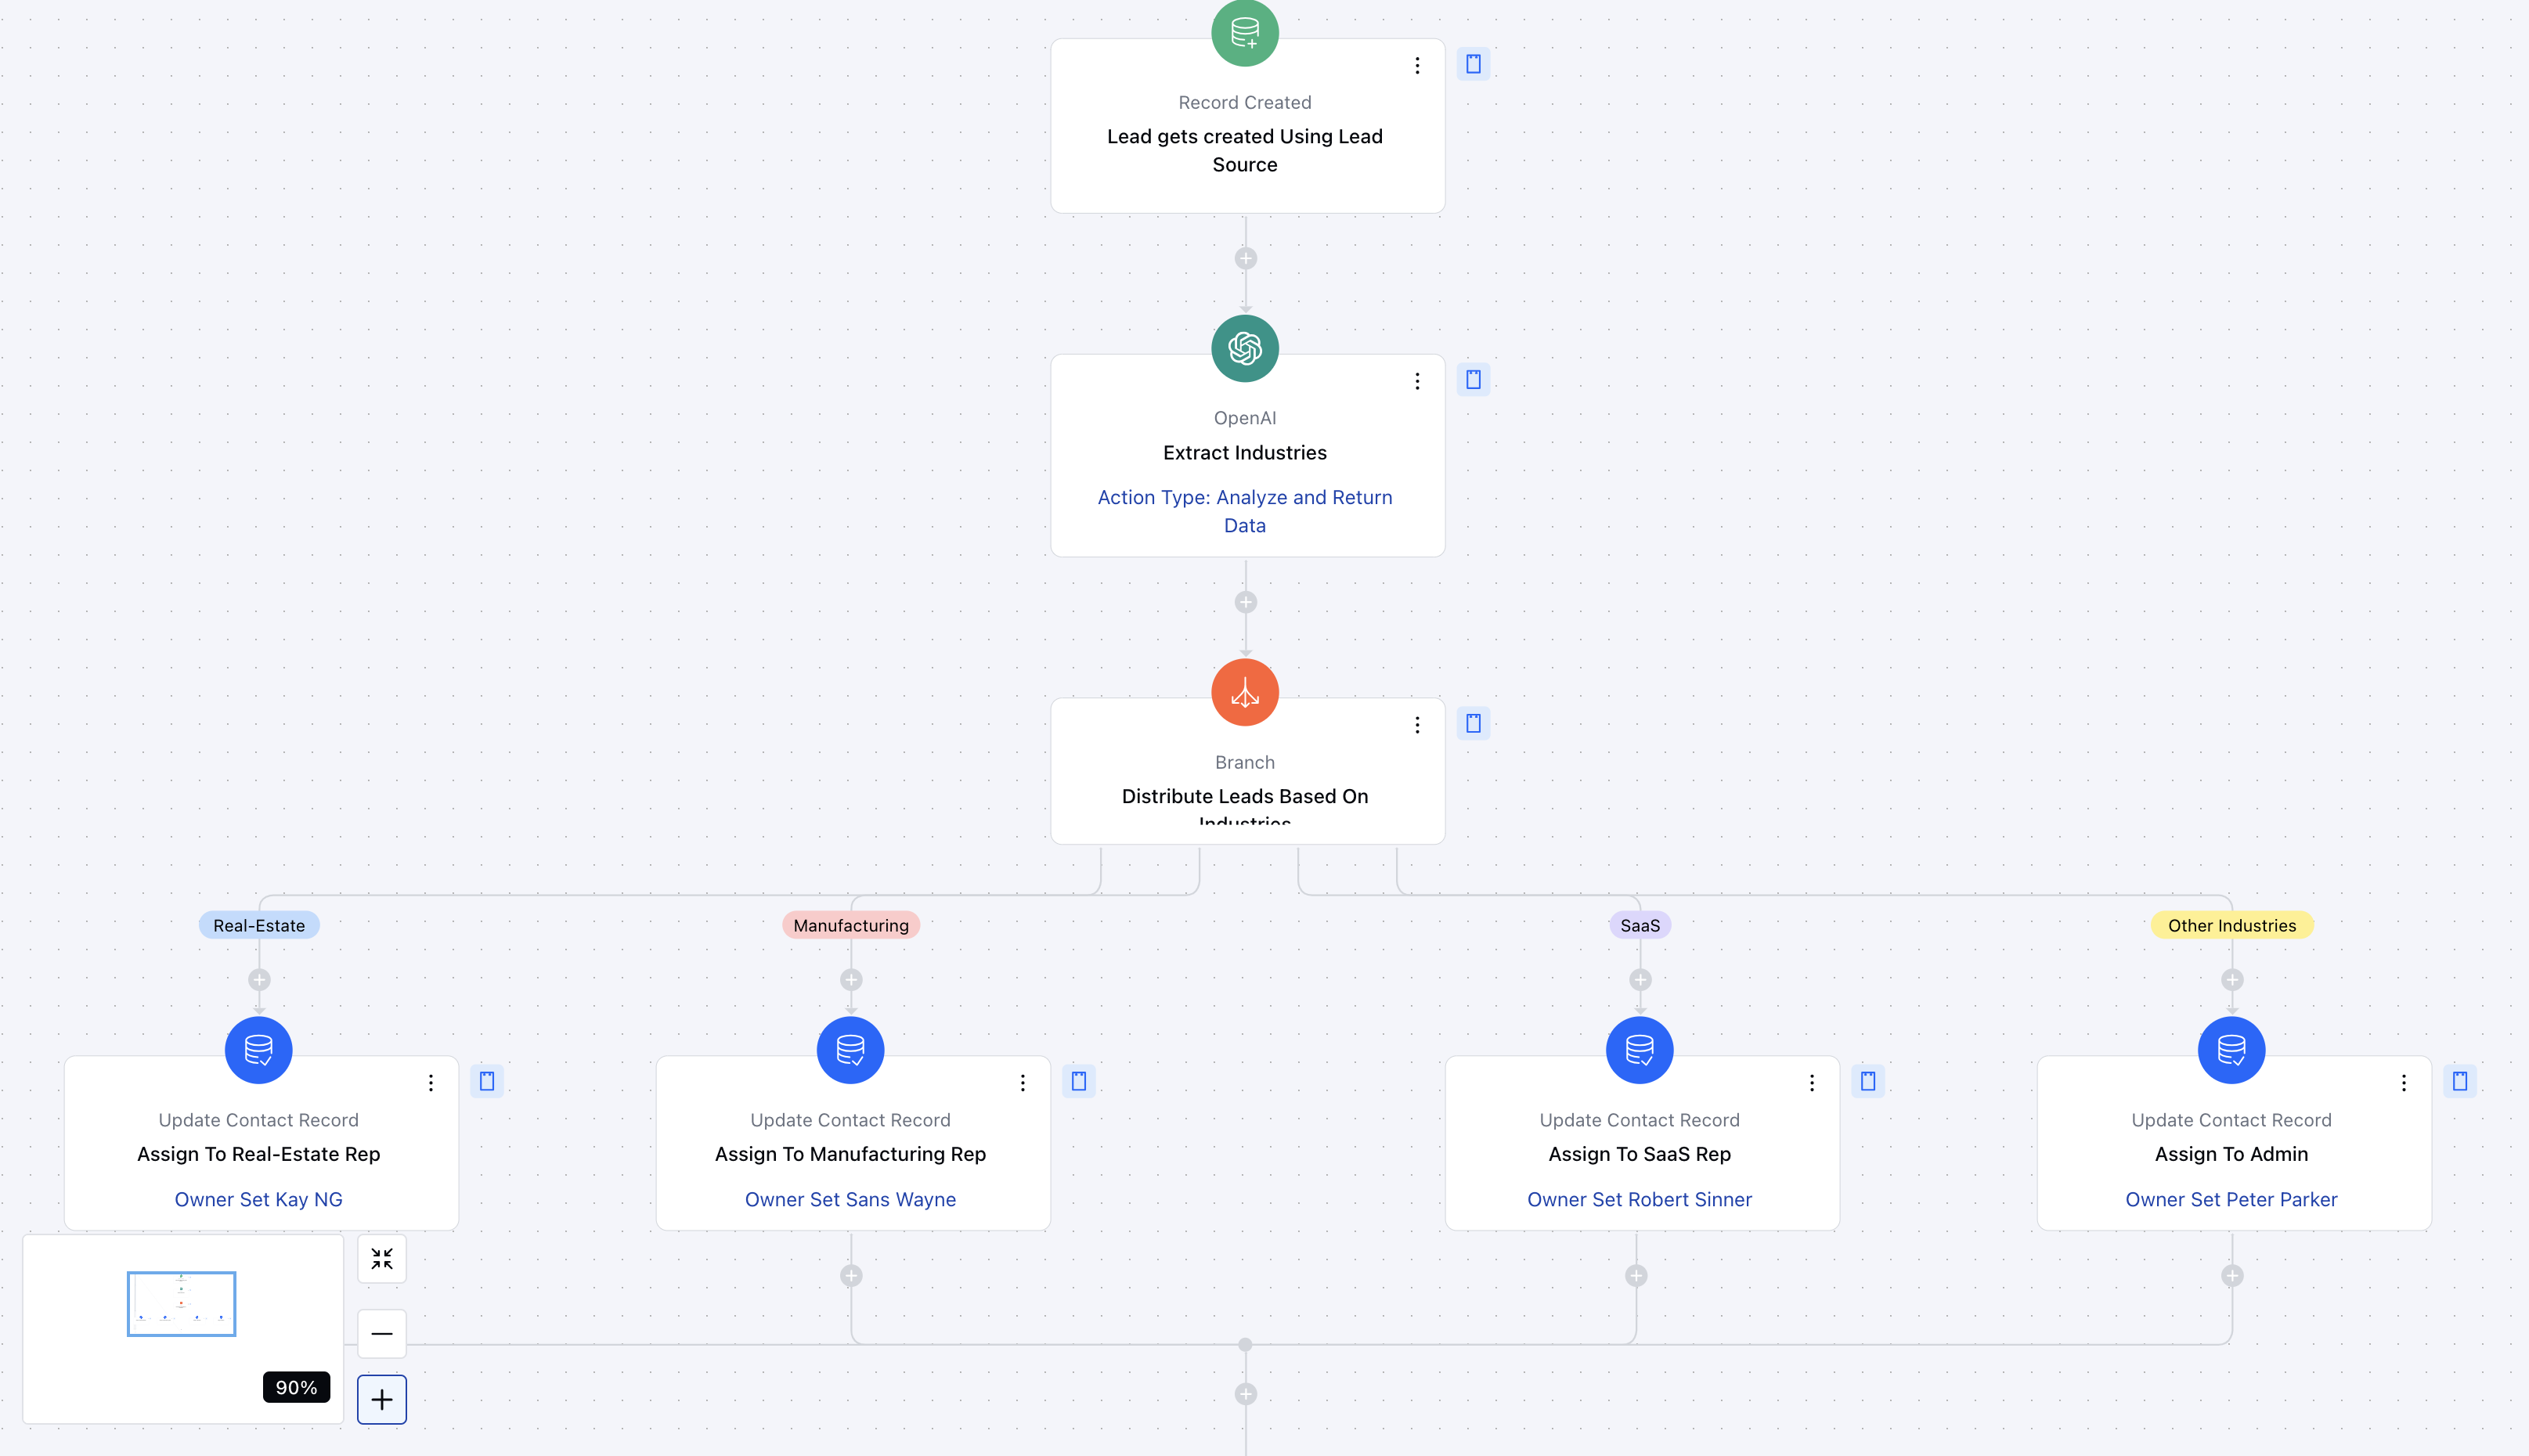 Record Created
Lead gets created Using Lead
Source
OpenAI
Extract Industries
Action Type: Analyze and Return
Data
Branch
Distribute Leads Based On
Industries
Real-Estate
Manufacturing
SaaS
Other Industries
Update Contact Record
Assign To Real-Estate Rep
Owner Set Kay NG
Update Contact Record
Assign To Manufacturing Rep
Owner Set Sans Wayne
Update Contact Record
Assign To SaaS Rep
Owner Set Robert Sinner
Update Contact Record
Assign To Admin
Owner Set Peter Parker
90%